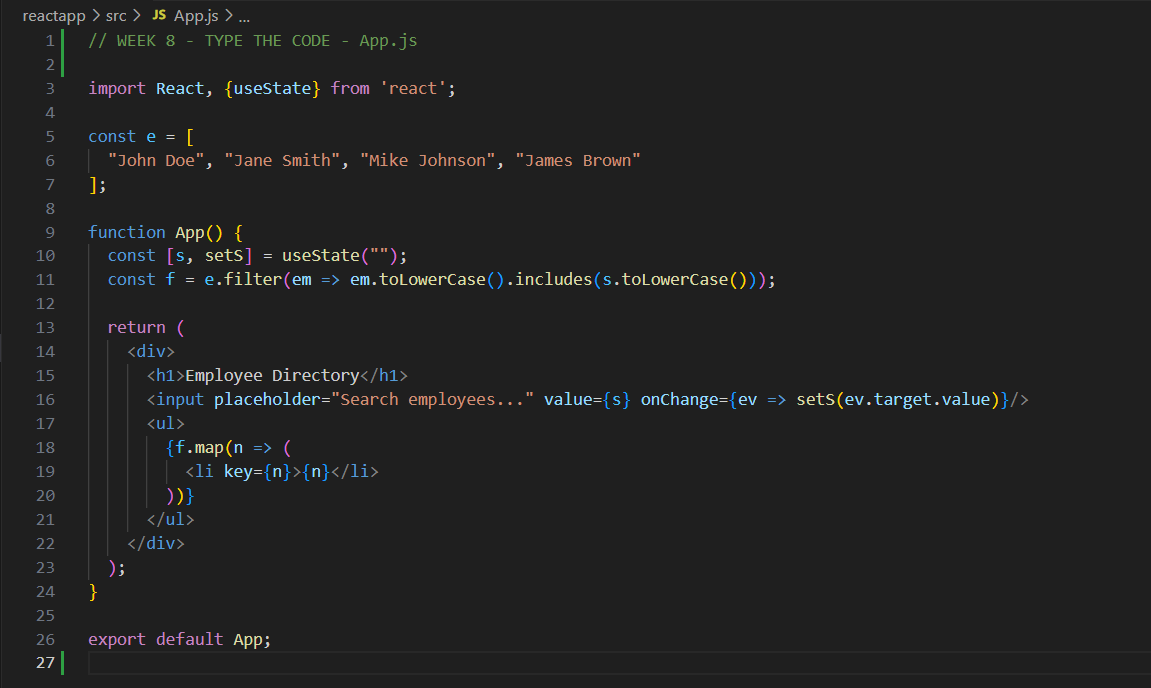 reactapp > src > JS App.js > ...
1 // WEEK 8 - TYPE THE CODE - App.js
2
3 import React, {useState} from 'react';
4
5 const e = [
6   "John Doe", "Jane Smith", "Mike Johnson", "James Brown"
7 ];
8
9 function App() {
10   const [s, setS] = useState("");
11   const f = e.filter(em => em.toLowerCase().includes(s.toLowerCase()));
12
13   return (
14     <div>
15       <h1>Employee Directory</h1>
16       <input placeholder="Search employees..." value={s} onChange={ev => setS(ev.target.value)}/>
17       <ul>
18         {f.map(n => (
19           <li key={n}>{n}</li>
20         ))}
21       </ul>
22     </div>
23   );
24 }
25
26 export default App;
27